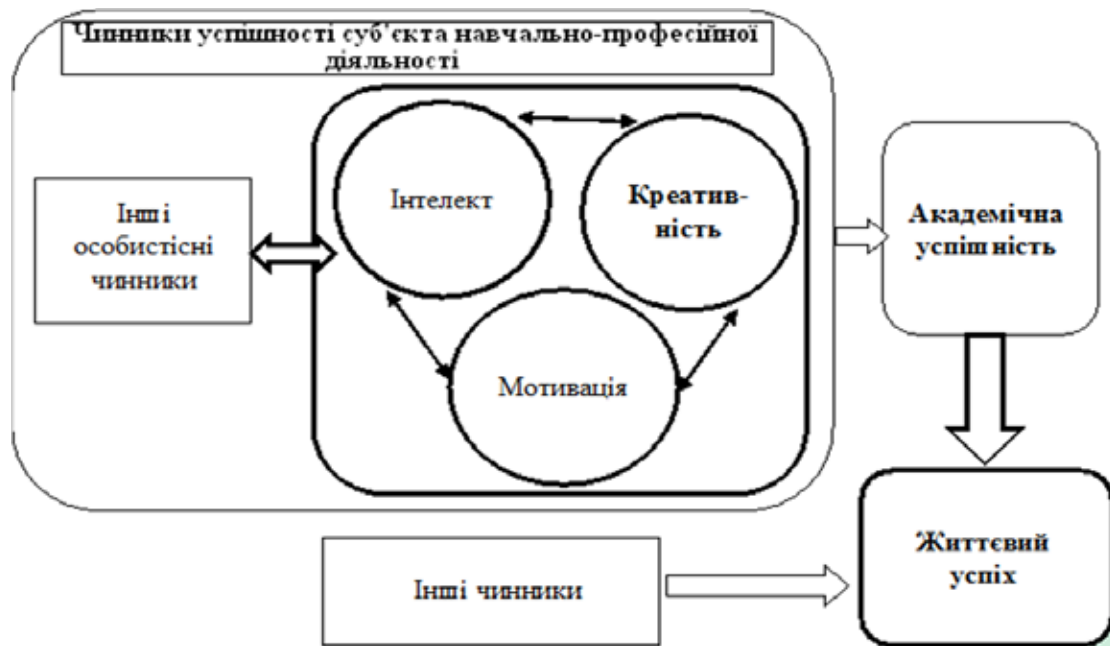 Чинники успішності суб'єкта навчально-професійної
діяльності
Інтелект
Креатив-
ність
Мотивація
Інші
особистісні
чинники
Академічна
успішність
Життєвий
успіх
Інші чинники